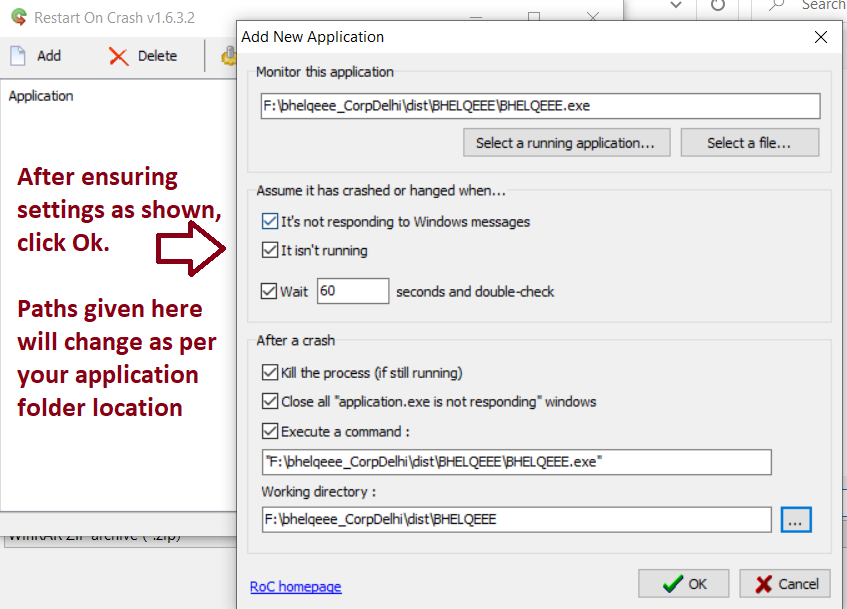 Restart On Crash v1.6.3.2
Search
Add
Delete
Application
After ensuring
settings as shown,
click Ok.
Paths given here
will change as per
your application
folder location
Add New Application
Monitor this application
F:\bhelqeee_CorpDelhi\dist\BHELQEEE\BHELQEEE.exe
Select a running application...
Select a file...
Assume it has crashed or hanged when...
It's not responding to Windows messages
It isn't running
Wait 60 seconds and double-check
After a crash
Kill the process (if still running)
Close all "application.exe is not responding" windows
Execute a command :
"F:\bhelqeee_CorpDelhi\dist\BHELQEEE\BHELQEEE.exe"
Working directory :
F:\bhelqeee_CorpDelhi\dist\BHELQEEE
...
RoC homepage
OK
Cancel
WinRAR ZIP archive (*.zip)